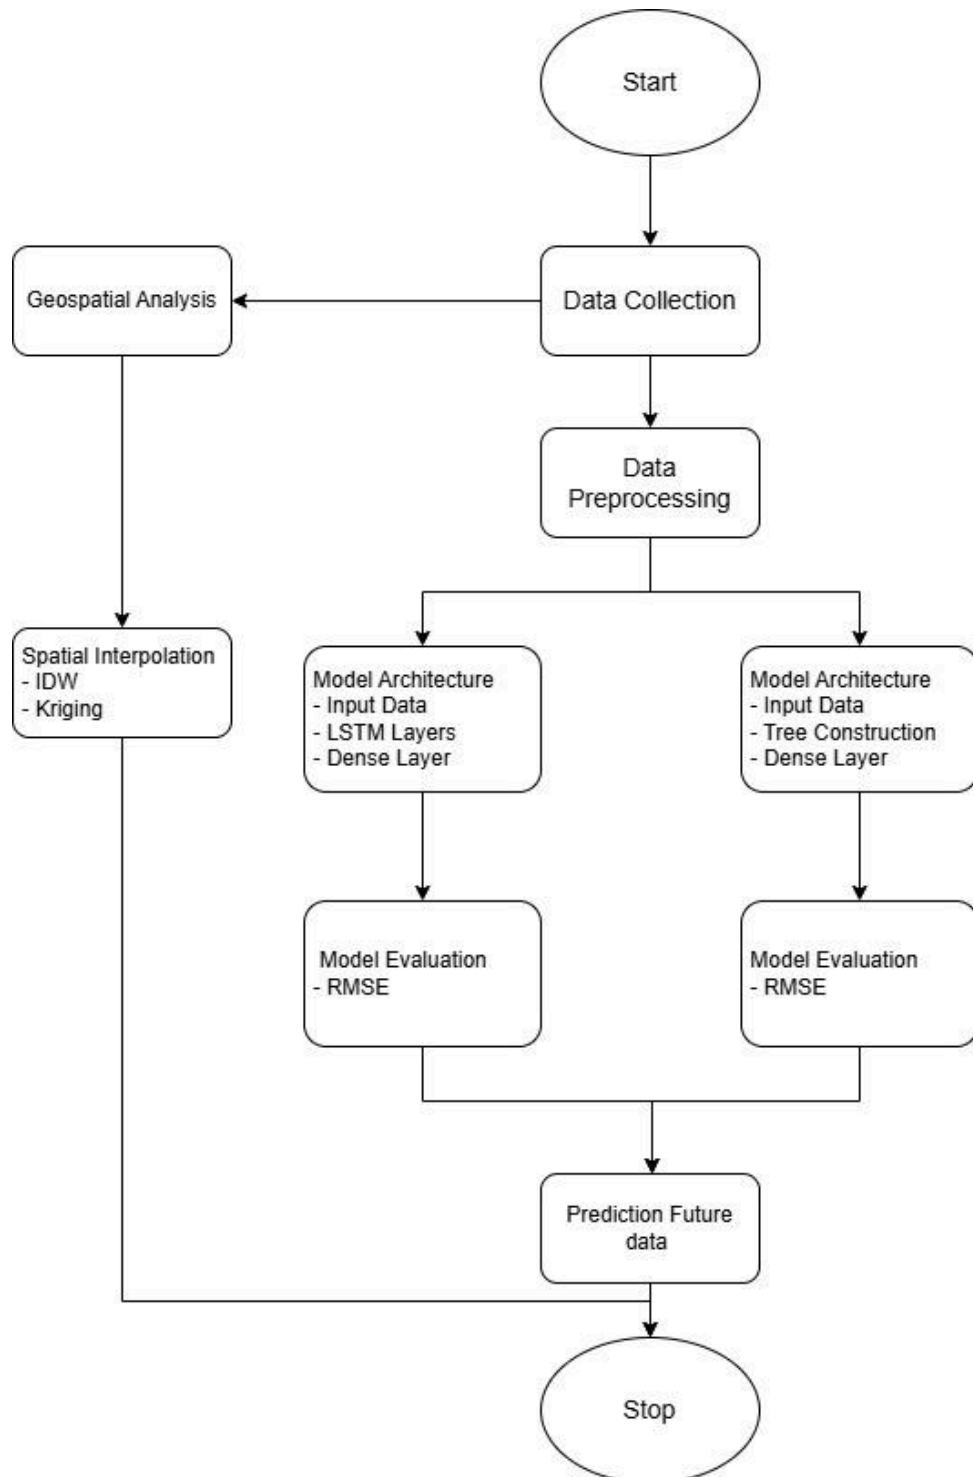 Start
Geospatial Analysis
Data Collection
Data
Preprocessing
Spatial Interpolation
- IDW
- Kriging
Model Architecture
- Input Data
- LSTM Layers
- Dense Layer
Model Architecture
- Input Data
- Tree Construction
- Dense Layer
Model Evaluation
- RMSE
Model Evaluation
- RMSE
Prediction Future
data
Stop